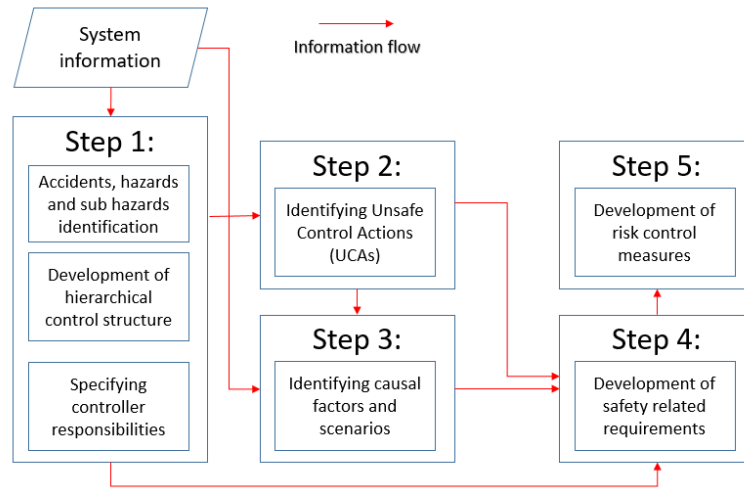 System
information
Information flow
Step 1:
Accidents, hazards
and sub hazards
identification
Development of
hierarchical
control structure
Specifying
controller
responsibilities
Step 2:
Identifying Unsafe
Control Actions
(UCAs)
Step 3:
Identifying causal
factors and
scenarios
Step 5:
Development of
risk control
measures
Step 4:
Development of
safety related
requirements